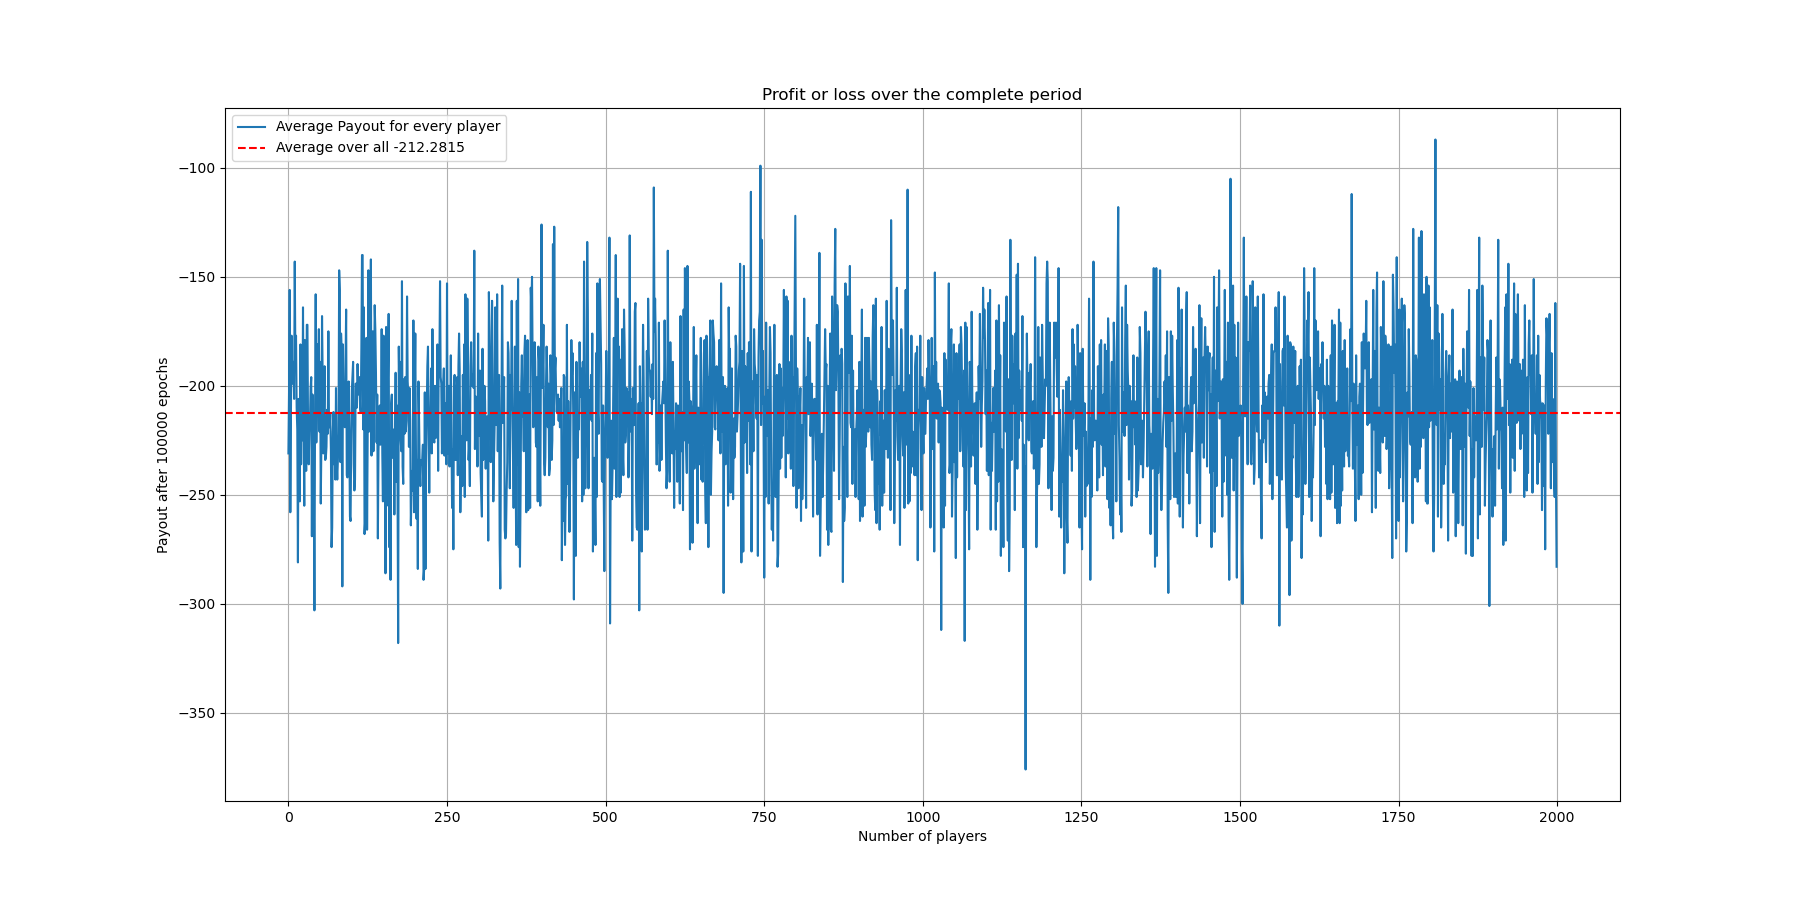 Profit or loss over the complete period
Average Payout for every player
Average over all -212.2815
−100
−150
−200
−250
−300
−350
Payout after 100000 epochs
0 250 500 750 1000 1250 1500 1750 2000
Number of players